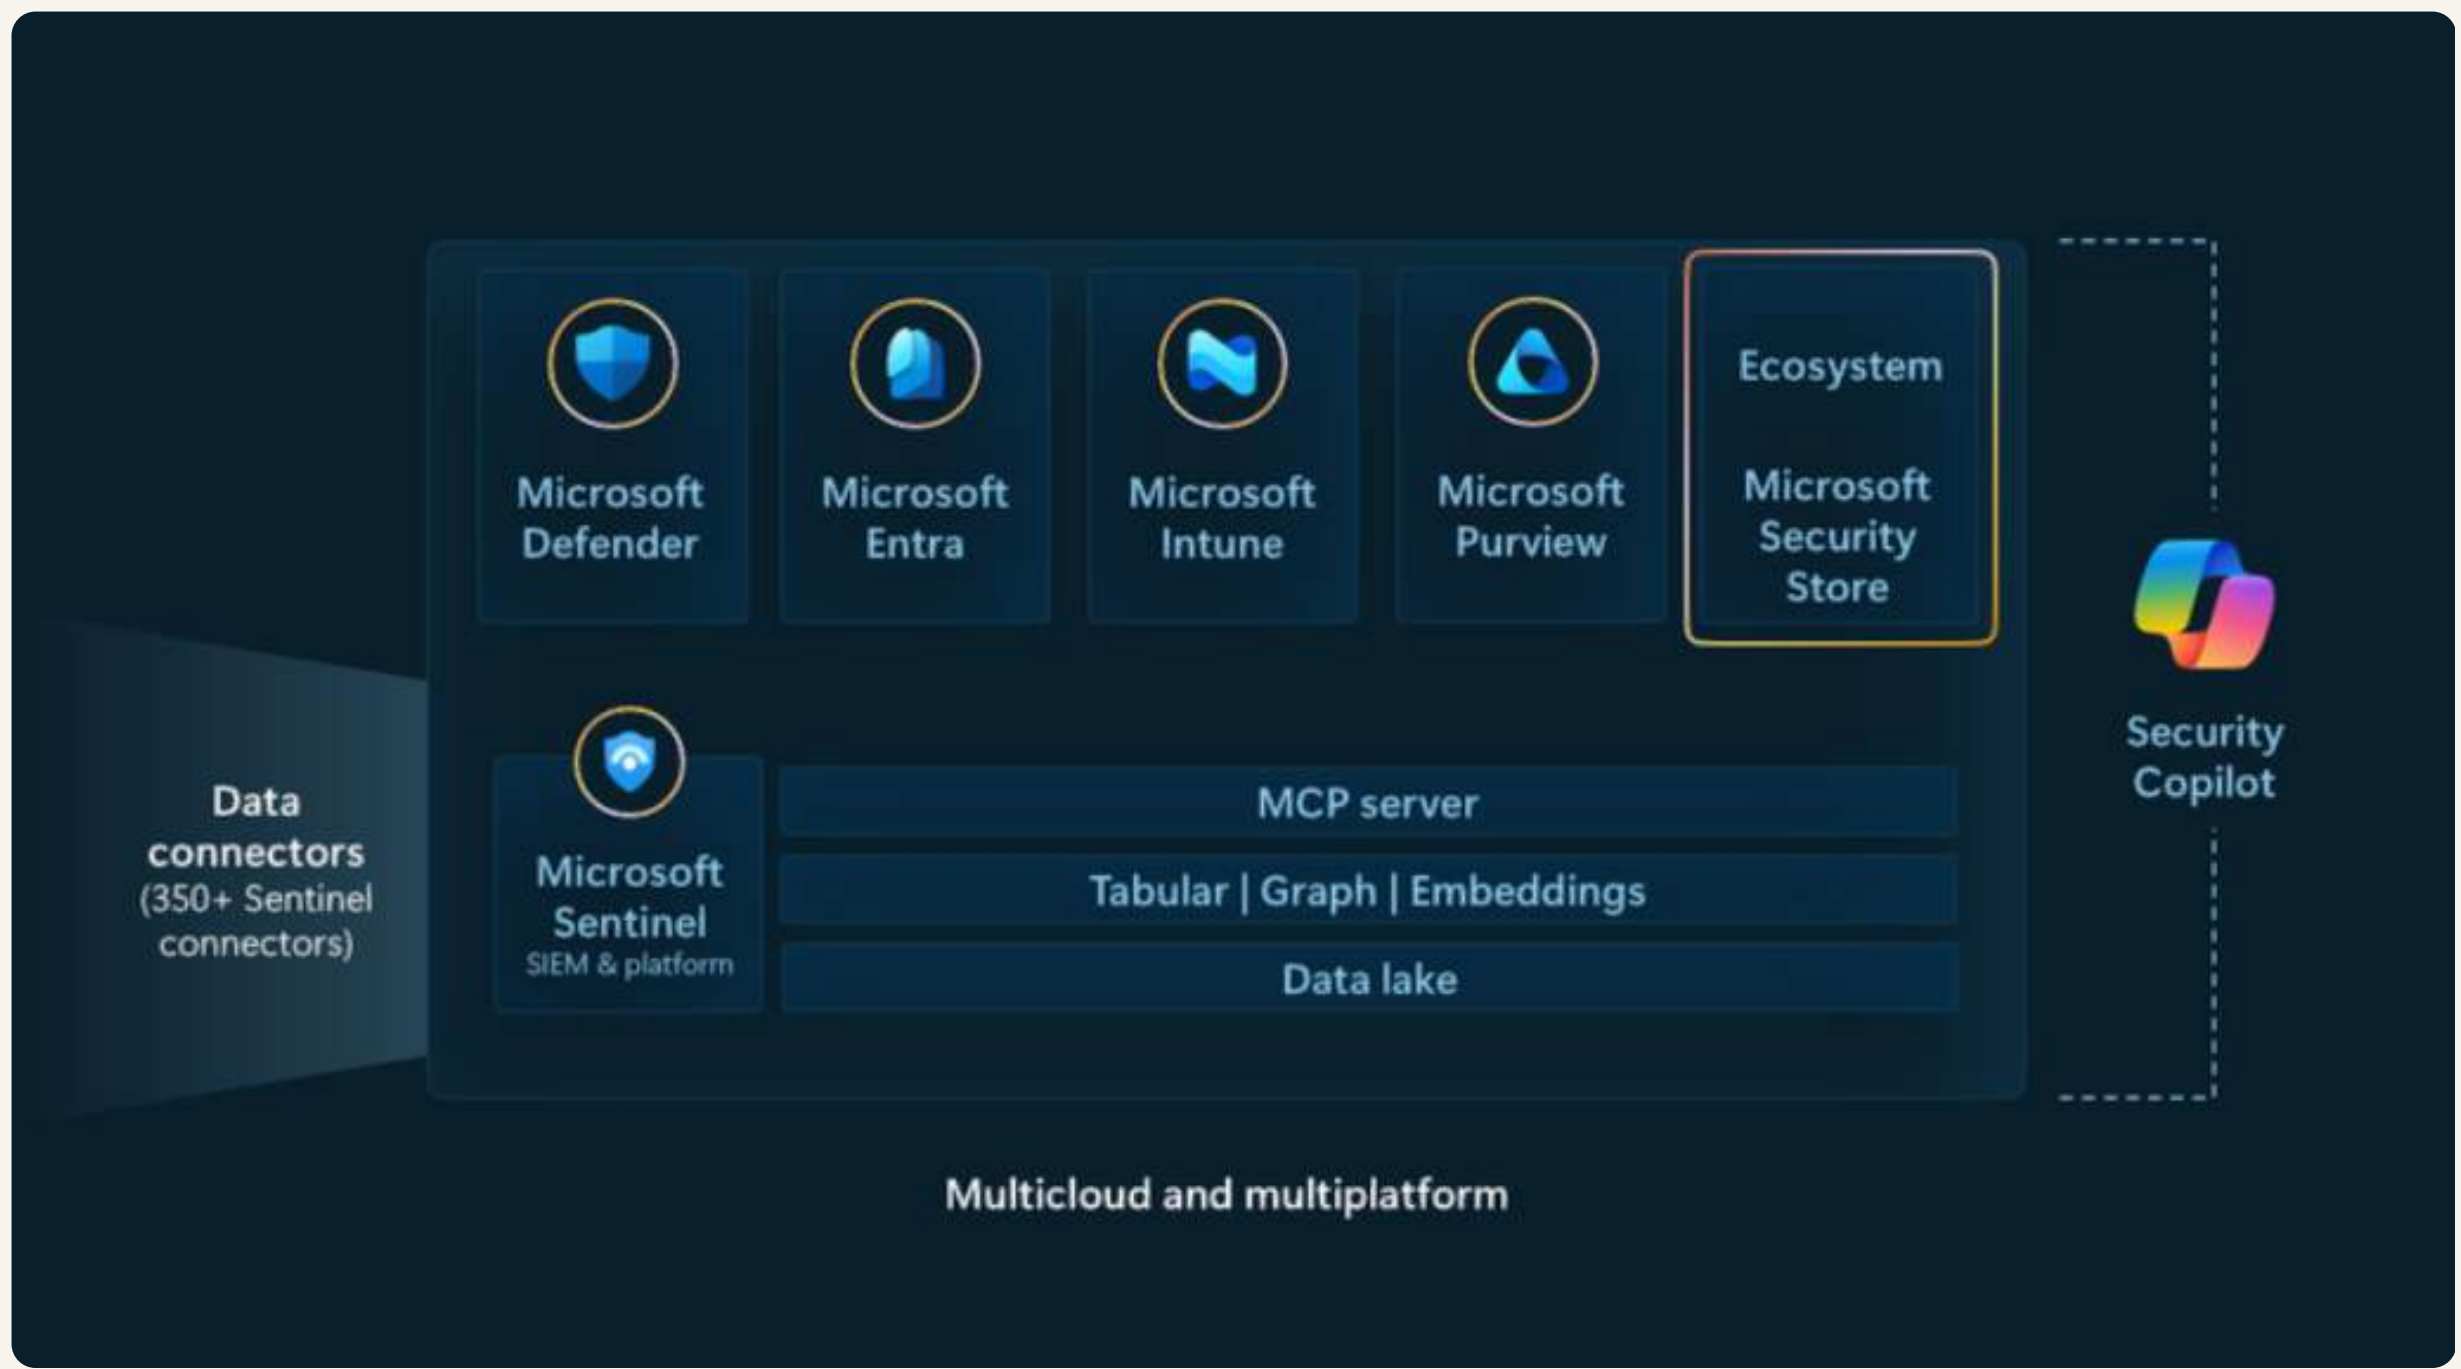 Microsoft
Defender
Microsoft
Entra
Microsoft
Intune
Microsoft
Purview
Ecosystem
Microsoft
Security
Store
Security
Copilot
Data
connectors
(350+ Sentinel
connectors)
Microsoft
Sentinel
SIEM & platform
MCP server
Tabular | Graph | Embeddings
Data lake
Multicloud and multiplatform